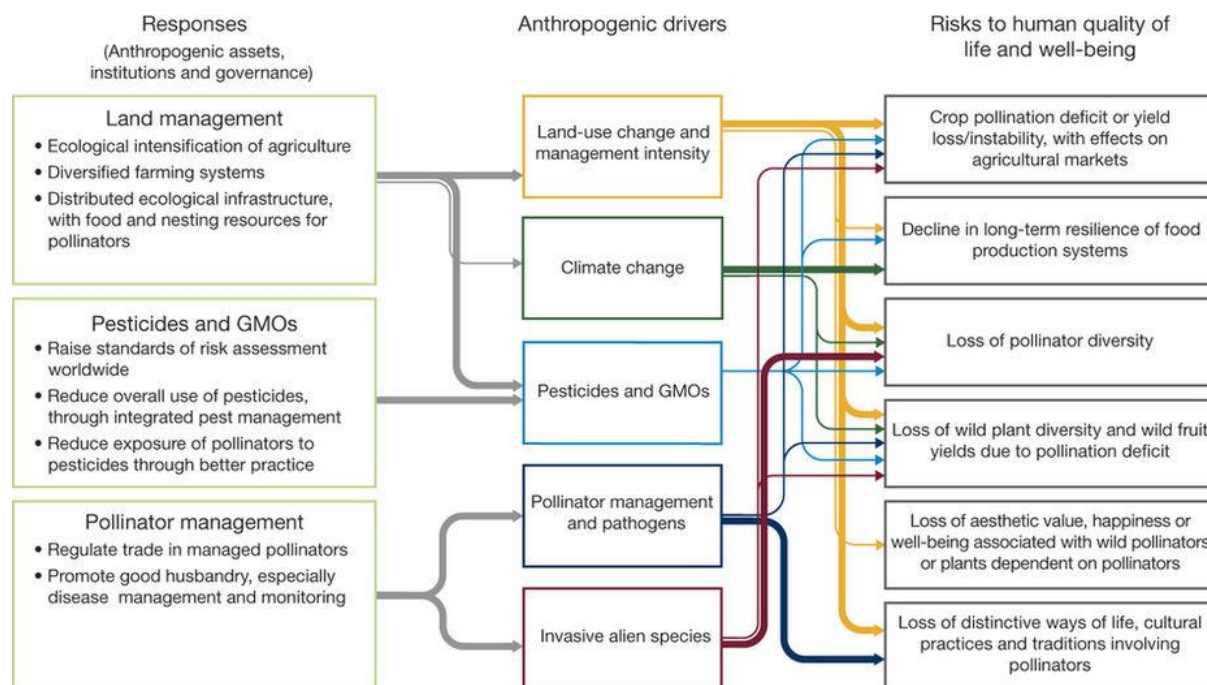 Responses
(Anthropogenic assets,
institutions and governance)
Anthropogenic drivers
Risks to human quality of
life and well-being
Land management
• Ecological intensification of agriculture
• Diversified farming systems
• Distributed ecological infrastructure,
with food and nesting resources for
pollinators
Pesticides and GMOs
• Raise standards of risk assessment
worldwide
• Reduce overall use of pesticides,
through integrated pest management
• Reduce exposure of pollinators to
pesticides through better practice
Pollinator management
• Regulate trade in managed pollinators
• Promote good husbandry, especially
disease management and monitoring
Land-use change and
management intensity
Climate change
Pesticides and GMOs
Pollinator management
and pathogens
Invasive alien species
Crop pollination deficit or yield
loss/instability, with effects on
agricultural markets
Decline in long-term resilience of food
production systems
Loss of pollinator diversity
Loss of wild plant diversity and wild fruit
yields due to pollination deficit
Loss of aesthetic value, happiness or
well-being associated with wild pollinators
or plants dependent on pollinators
Loss of distinctive ways of life, cultural
practices and traditions involving
pollinators